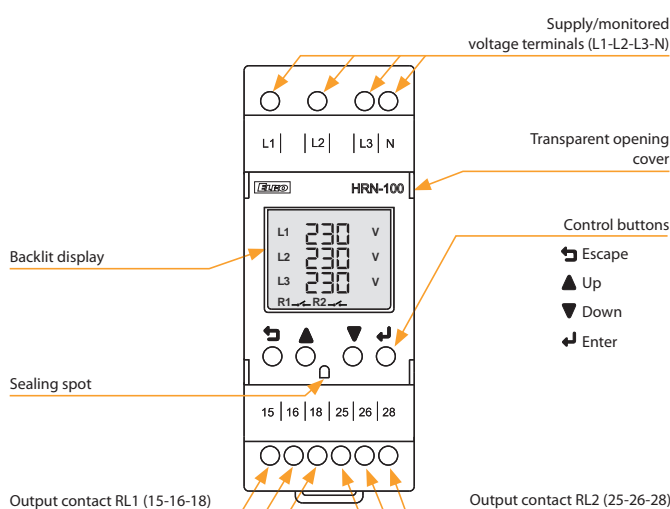 Supply/monitored
voltage terminals (L1-L2-L3-N)
L1 L2 L3 N
Transparent opening
cover
ELKO HRN-100
Control buttons
L1 230 V
Escape
Backlit display
L2 230 V
Up
L3 230 V
Down
R1 R2
Enter
Sealing spot
15 16 18 25 26 28
Output contact RL1 (15-16-18)
Output contact RL2 (25-26-28)